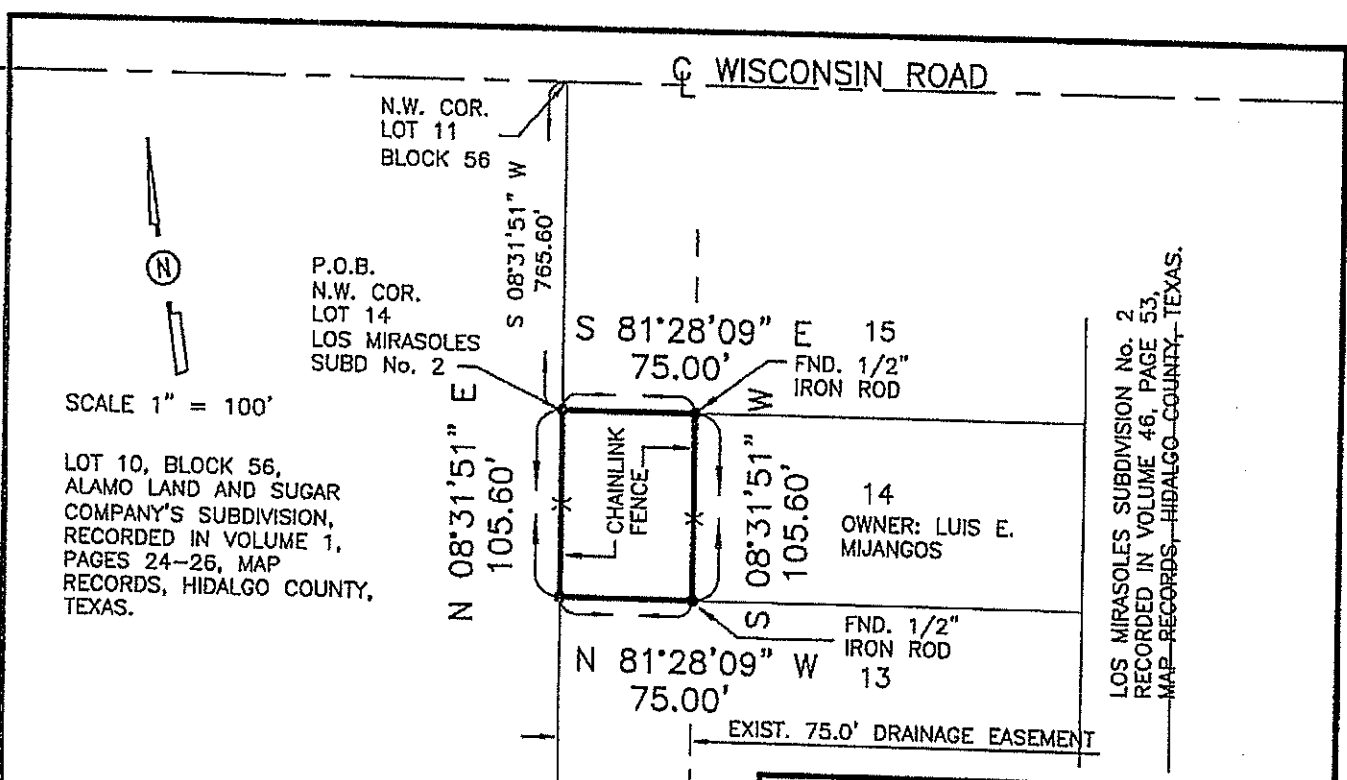 ℄ WISCONSIN ROAD
N.W. COR.
LOT 11
BLOCK 56
S 08°31'51" W
765.60'
N
P.O.B.
N.W. COR.
LOT 14
LOS MIRASOLES
SUBD No. 2
SCALE 1" = 100'
S 81°28'09" E
75.00'
15
FND. 1/2"
IRON ROD
LOT 10, BLOCK 56,
ALAMO LAND AND SUGAR
COMPANY'S SUBDIVISION,
RECORDED IN VOLUME 1,
PAGES 24-26, MAP
RECORDS, HIDALGO COUNTY,
TEXAS.
N 08°31'51" E
105.60'
CHAINLINK
FENCE
S 08°31'51" W
105.60'
14
OWNER: LUIS E.
MIJANGOS
LOS MIRASOLES SUBDIVISION No. 2
RECORDED IN VOLUME 46, PAGE 53,
MAP RECORDS, HIDALGO COUNTY, TEXAS.
FND. 1/2"
IRON ROD
13
N 81°28'09" W
75.00'
EXIST. 75.0' DRAINAGE EASEMENT